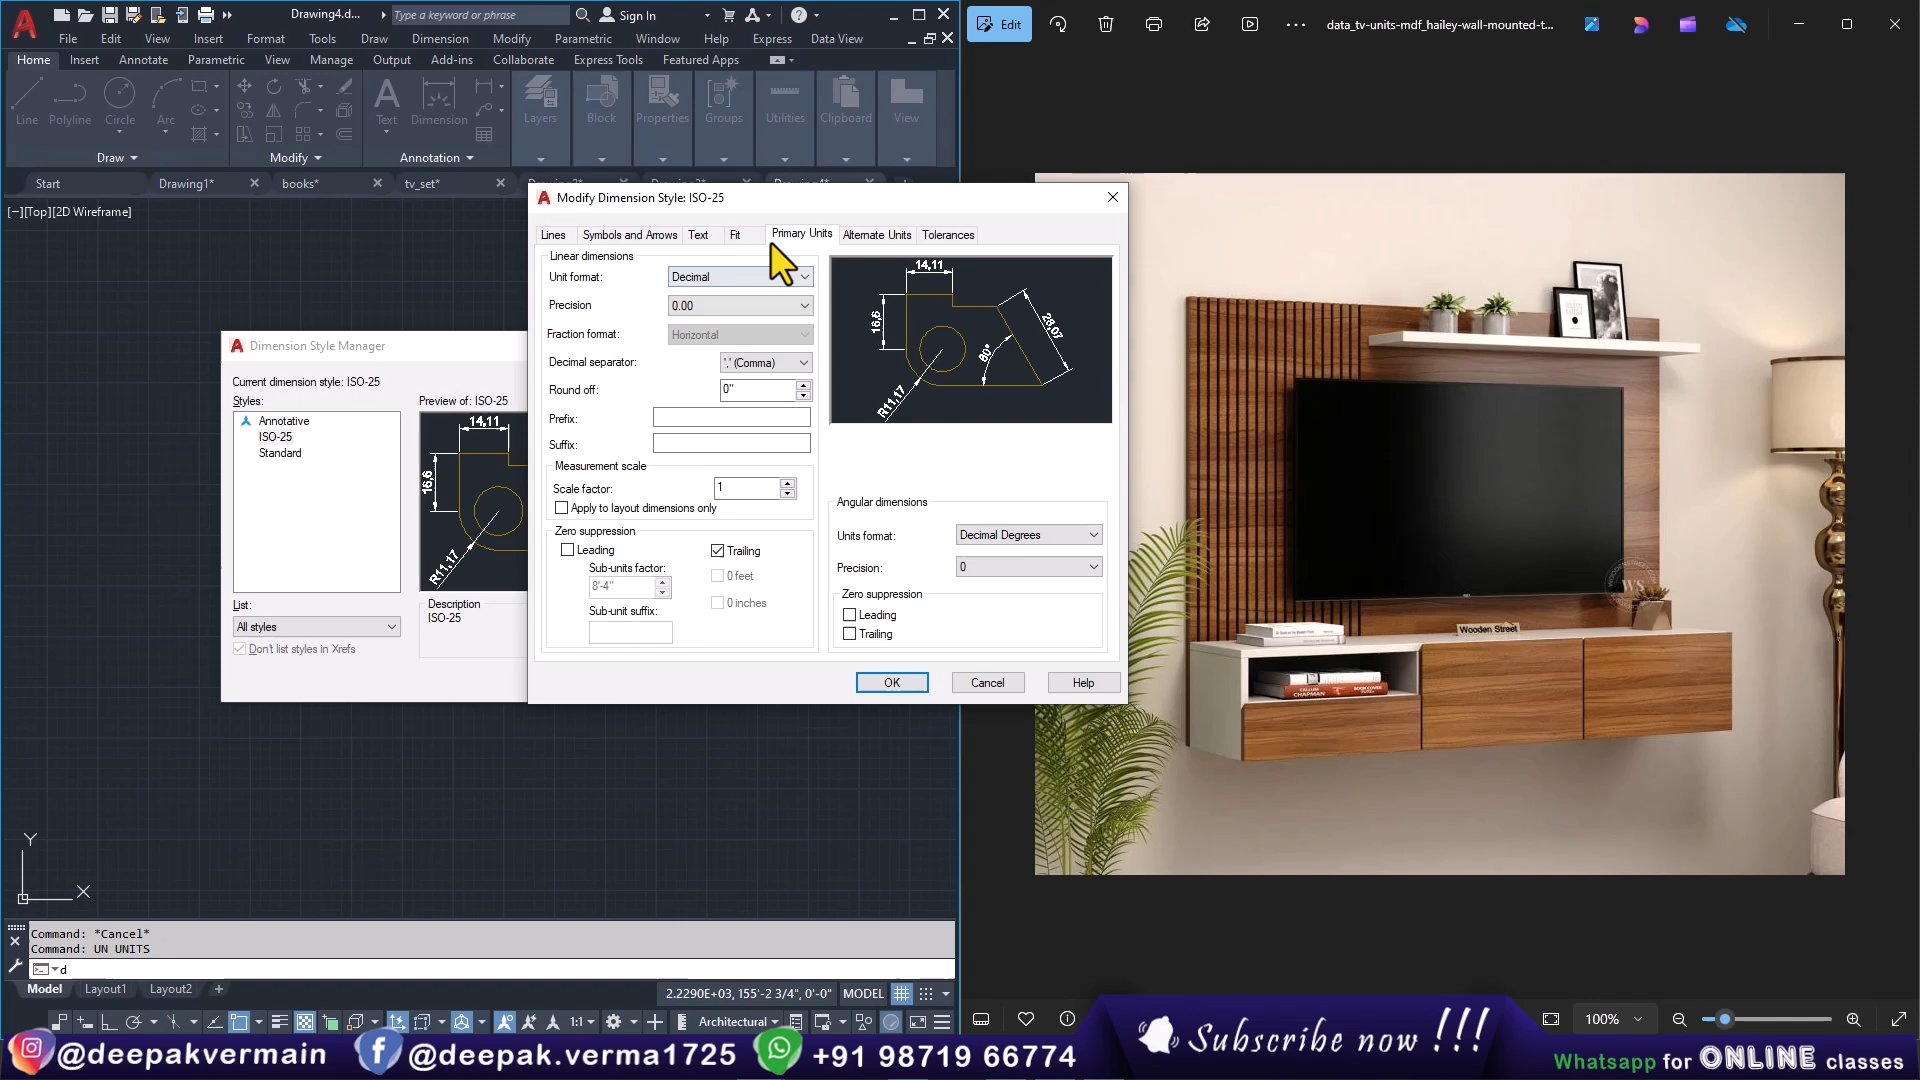 Drawing4.d...
Type a keyword or phrase
Sign In
File Edit View Insert Format Tools Draw Dimension Modify Parametric Window Help Express Data View
Home Insert Annotate Parametric View Manage Output Add-ins Collaborate Express Tools Featured Apps
Line Polyline Circle Arc Text Dimension Layers Block Properties Groups Utilities Clipboard View
Draw Modify Annotation
Start Drawing1* books* tv_set*
[−][Top][2D Wireframe]
Modify Dimension Style: ISO-25
Lines Symbols and Arrows Text Fit Primary Units Alternate Units Tolerances
Linear dimensions
Unit format: Decimal
Precision 0.00
Fraction format: Horizontal
Decimal separator: ',' (Comma)
Round off: 0"
Prefix:
Suffix:
Measurement scale
Scale factor: 1
Apply to layout dimensions only
Zero suppression
Leading Trailing
Sub-units factor: 0 feet
8'-4"
0 inches
Sub-unit suffix:
14,11
16,6
28,07
60°
R11,17
Angular dimensions
Units format: Decimal Degrees
Precision: 0
Zero suppression
Leading
Trailing
OK Cancel Help
Dimension Style Manager
Current dimension style: ISO-25
Styles: Preview of: ISO-25
Annotative
ISO-25
Standard
14,11
16,6
R11,17
List:
All styles
Don't list styles in Xrefs
Description
ISO-25
Y
X
Command: *Cancel*
Command: UN UNITS
d
Model Layout1 Layout2 +
2.2290E+03, 155'-2 3/4", 0'-0" MODEL
1:1 Architectural
Edit
data_tv-units-mdf_hailey-wall-mounted-t...
WS
Wooden Street
CALLUM CHAPMAN
100%
@deepakvermain @deepak.verma1725 +91 98719 66774
Subscribe now !!!
Whatsapp for ONLINE classes